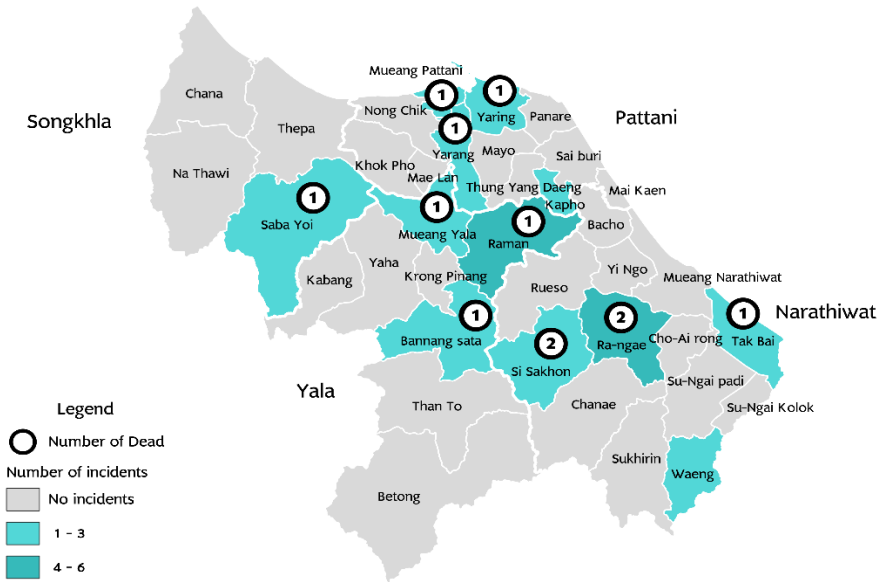 Mueang Pattani
1
1
Chana
Nong Chik
Yaring
Panare
Pattani
Songkhla
Thepa
1
Yarang
Mayo
Sai buri
Na Thawi
Khok Pho
Mae Lan
Thung Yang Daeng
Mai Kaen
1
Saba Yoi
1
Mueang Yala
1
Raman
Kapho
Bacho
Kabang
Yaha
Krong Pinang
Rueso
Yi Ngo
Mueang Narathiwat
1
Bannang sata
2
Si Sakhon
2
Ra-ngae
Cho-Ai rong
1
Tak Bai
Narathiwat
Su-Ngai padi
Yala
Than To
Chanae
Su-Ngai Kolok
Sukhirin
Waeng
Betong
Legend
Number of Dead
Number of incidents
No incidents
1 - 3
4 - 6